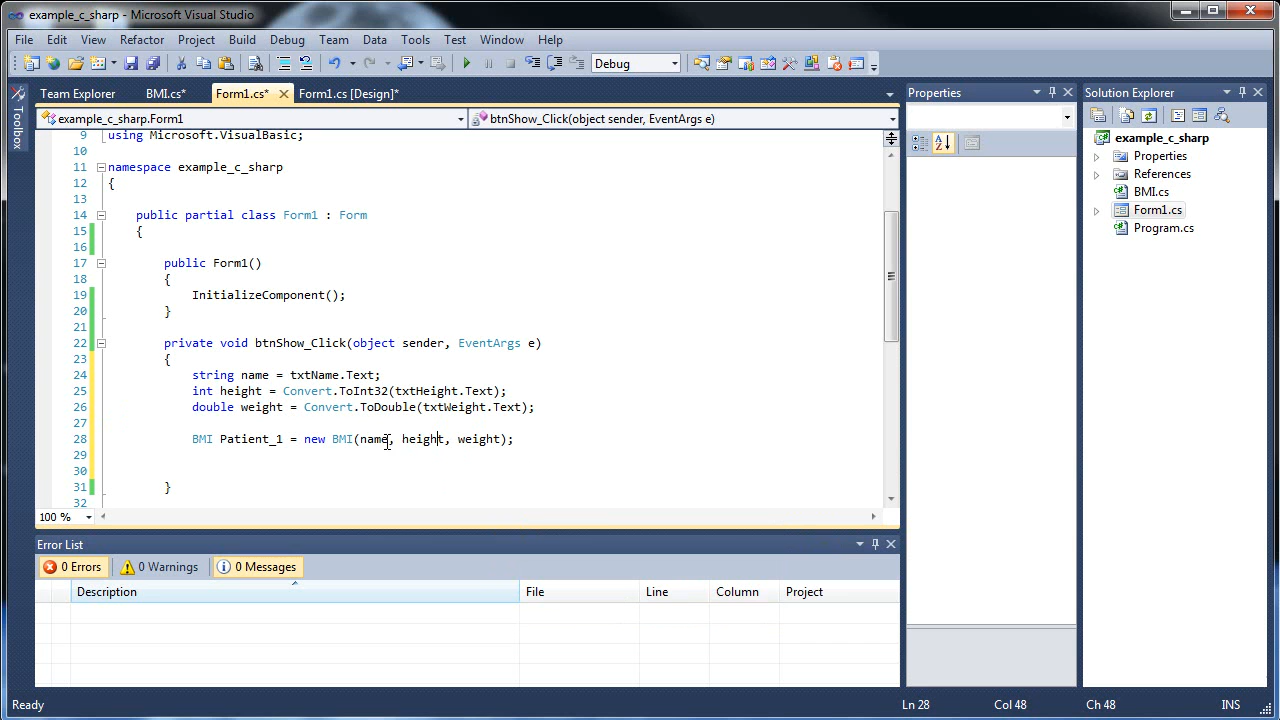 example_c_sharp - Microsoft Visual Studio
File Edit View Refactor Project Build Debug Team Data Tools Test Window Help
Debug
Toolbox
Team Explorer BMI.cs* Form1.cs* Form1.cs [Design]*
example_c_sharp.Form1 btnShow_Click(object sender, EventArgs e)
9 using Microsoft.VisualBasic;
10
11 namespace example_c_sharp
12 {
13
14 public partial class Form1 : Form
15 {
16
17 public Form1()
18 {
19 InitializeComponent();
20 }
21
22 private void btnShow_Click(object sender, EventArgs e)
23 {
24 string name = txtName.Text;
25 int height = Convert.ToInt32(txtHeight.Text);
26 double weight = Convert.ToDouble(txtWeight.Text);
27
28 BMI Patient_1 = new BMI(name, height, weight);
29
30
31 }
32
100 %
Error List
0 Errors 0 Warnings 0 Messages
Description File Line Column Project
Properties
Solution Explorer
example_c_sharp
Properties
References
BMI.cs
Form1.cs
Program.cs
Ready Ln 28 Col 48 Ch 48 INS